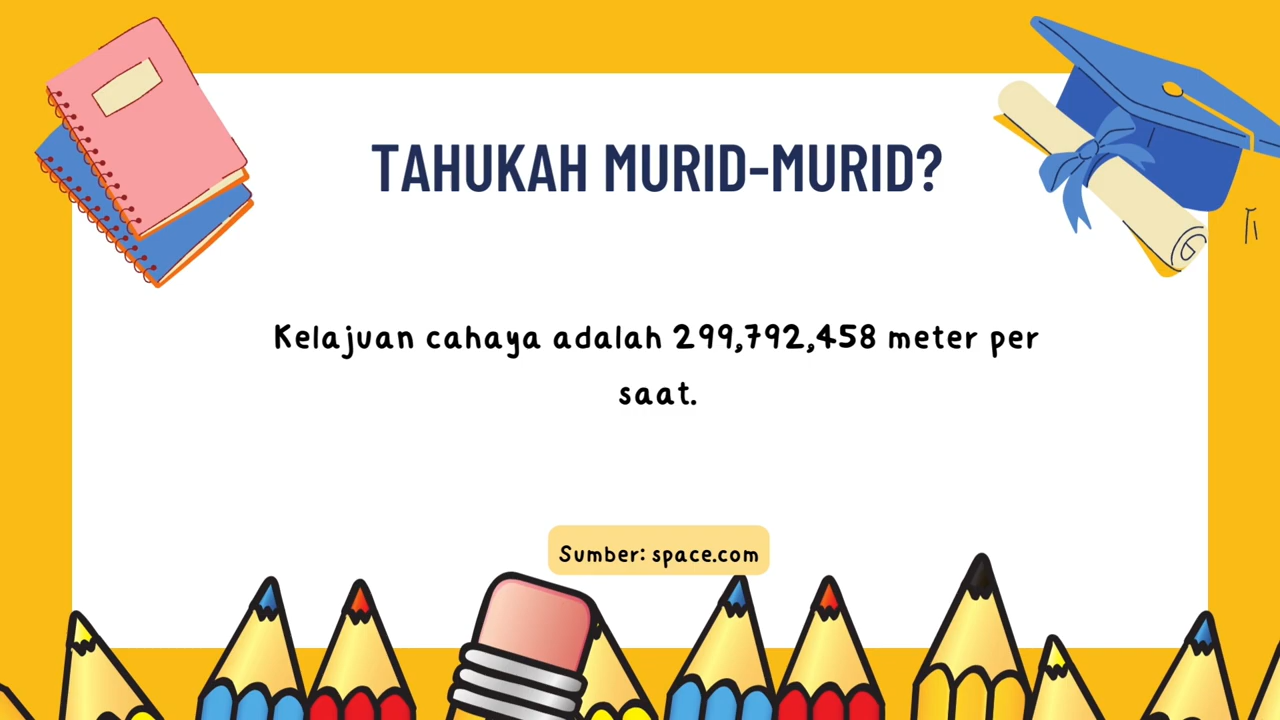 TAHUKAH MURID-MURID?
Kelajuan cahaya adalah 299,792,458 meter per
saat.
Sumber: space.com